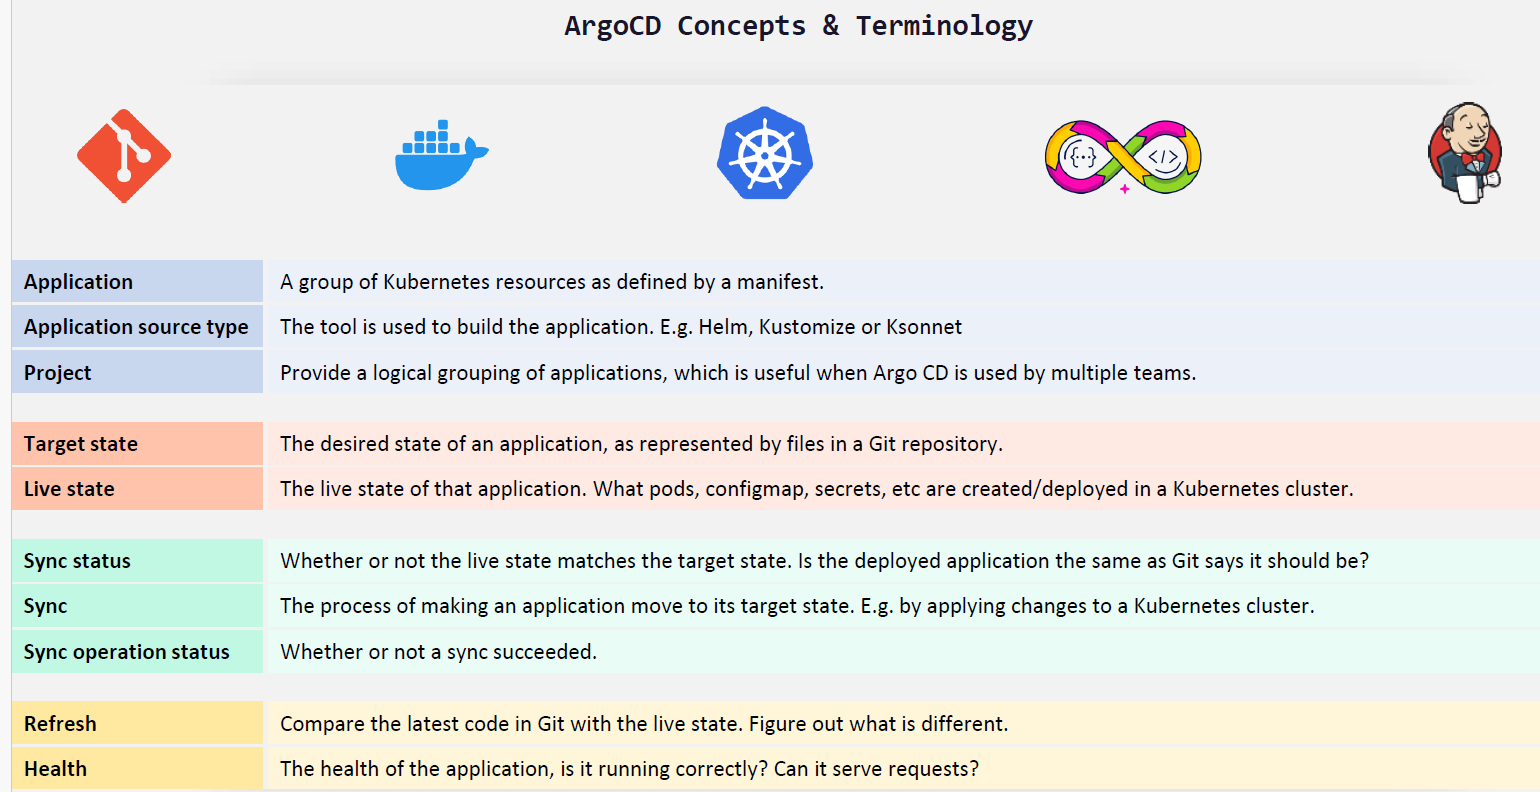 ArgoCD Concepts & Terminology
Application A group of Kubernetes resources as defined by a manifest.
Application source type The tool is used to build the application. E.g. Helm, Kustomize or Ksonnet
Project Provide a logical grouping of applications, which is useful when Argo CD is used by multiple teams.
Target state The desired state of an application, as represented by files in a Git repository.
Live state The live state of that application. What pods, configmap, secrets, etc are created/deployed in a Kubernetes cluster.
Sync status Whether or not the live state matches the target state. Is the deployed application the same as Git says it should be?
Sync The process of making an application move to its target state. E.g. by applying changes to a Kubernetes cluster.
Sync operation status Whether or not a sync succeeded.
Refresh Compare the latest code in Git with the live state. Figure out what is different.
Health The health of the application, is it running correctly? Can it serve requests?